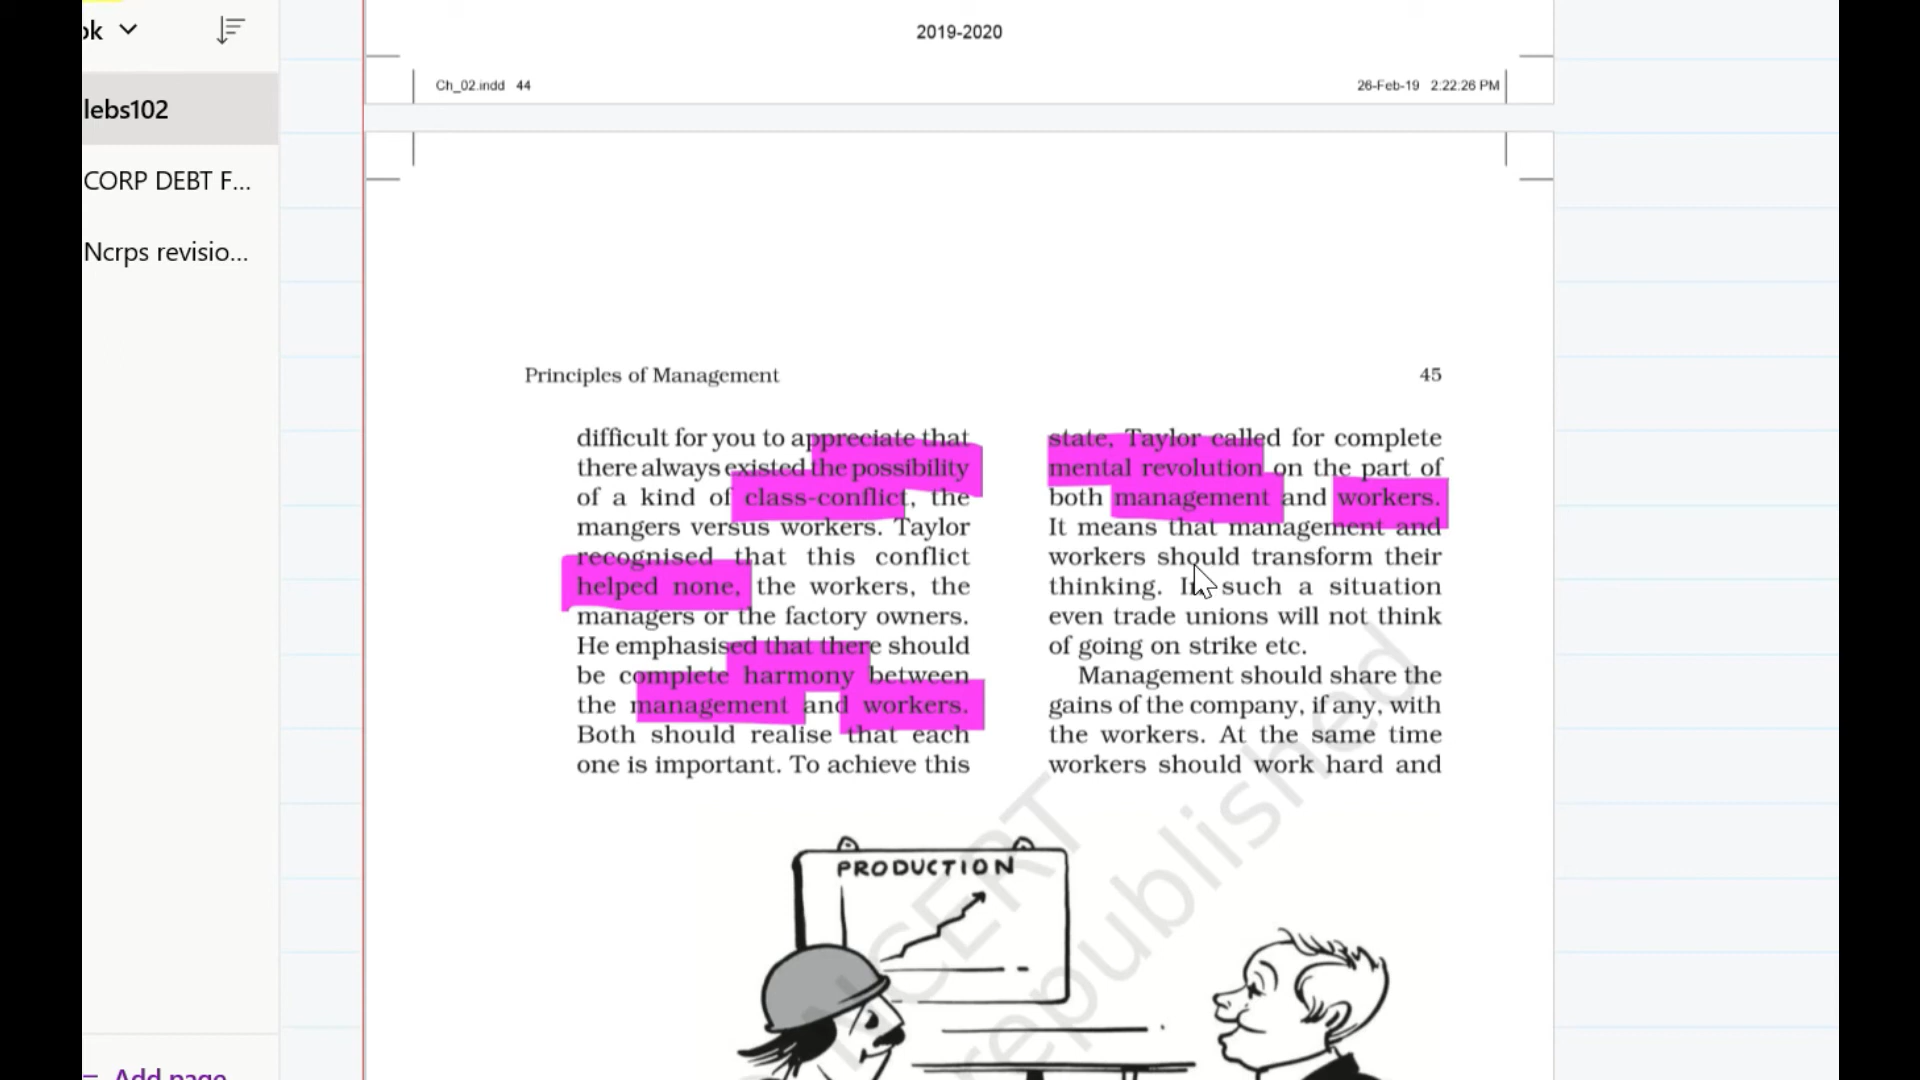 ok
lebs102
CORP DEBT F...
Ncrps revisio...
2019-2020
Ch_02.indd 44
26-Feb-19 2:22:26 PM
Principles of Management
45
difficult for you to appreciate that
there always existed the possibility
of a kind of class-conflict, the
mangers versus workers. Taylor
recognised that this conflict
helped none, the workers, the
managers or the factory owners.
He emphasised that there should
be complete harmony between
the management and workers.
Both should realise that each
one is important. To achieve this
state, Taylor called for complete
mental revolution on the part of
both management and workers.
It means that management and
workers should transform their
thinking. In such a situation
even trade unions will not think
of going on strike etc.
Management should share the
gains of the company, if any, with
the workers. At the same time
workers should work hard and
PRODUCTION
NCERT
republished
Add page